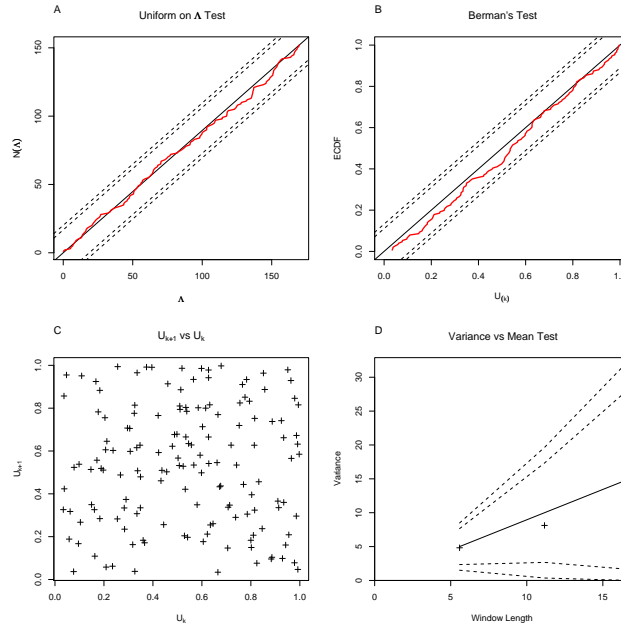 A
Uniform on Λ Test
N(Λ)
150
100
50
0
0 50 100 150
Λ
B
Berman's Test
ECDF
1.0
0.8
0.6
0.4
0.2
0.0
0.0 0.2 0.4 0.6 0.8 1.0
U(k)
C
Uk+1 vs Uk
Uk+1
1.0
0.8
0.6
0.4
0.2
0.0
0.0 0.2 0.4 0.6 0.8 1.0
Uk
D
Variance vs Mean Test
Variance
30
25
20
15
10
5
0
0 5 10 15
Window Length